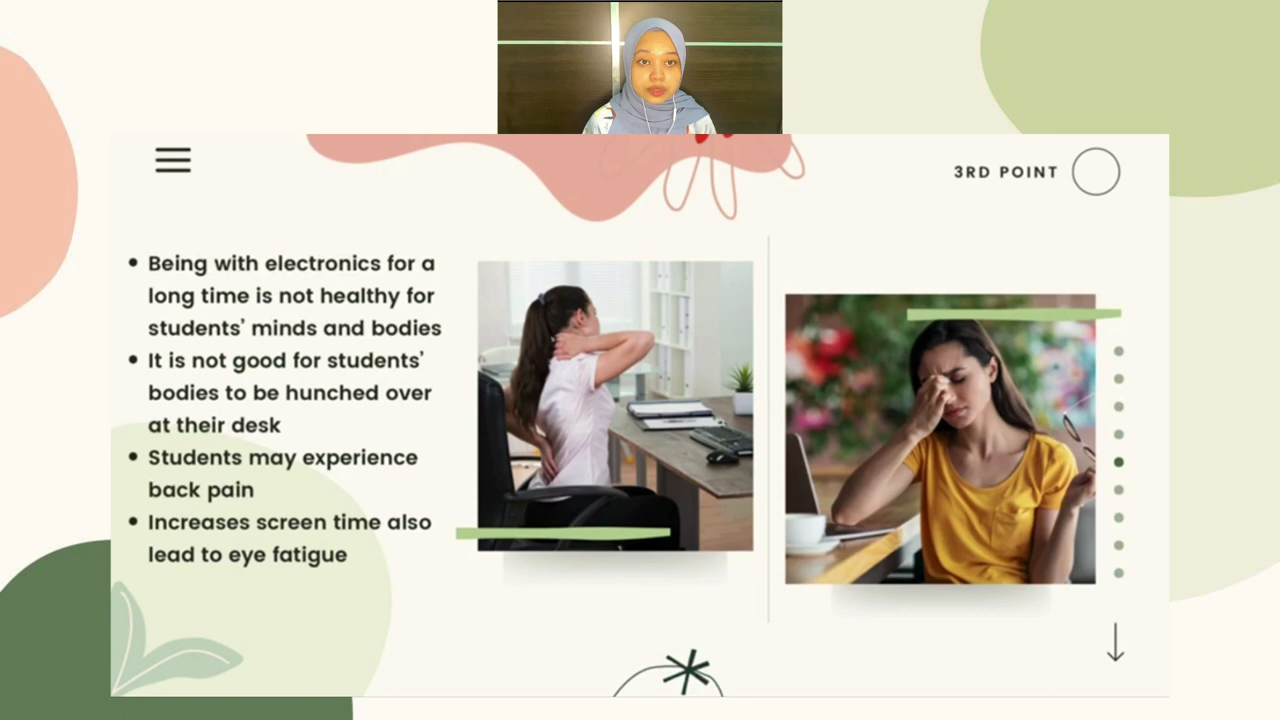 3RD POINT
Being with electronics for a
long time is not healthy for
students’ minds and bodies
It is not good for students’
bodies to be hunched over
at their desk
Students may experience
back pain
Increases screen time also
lead to eye fatigue